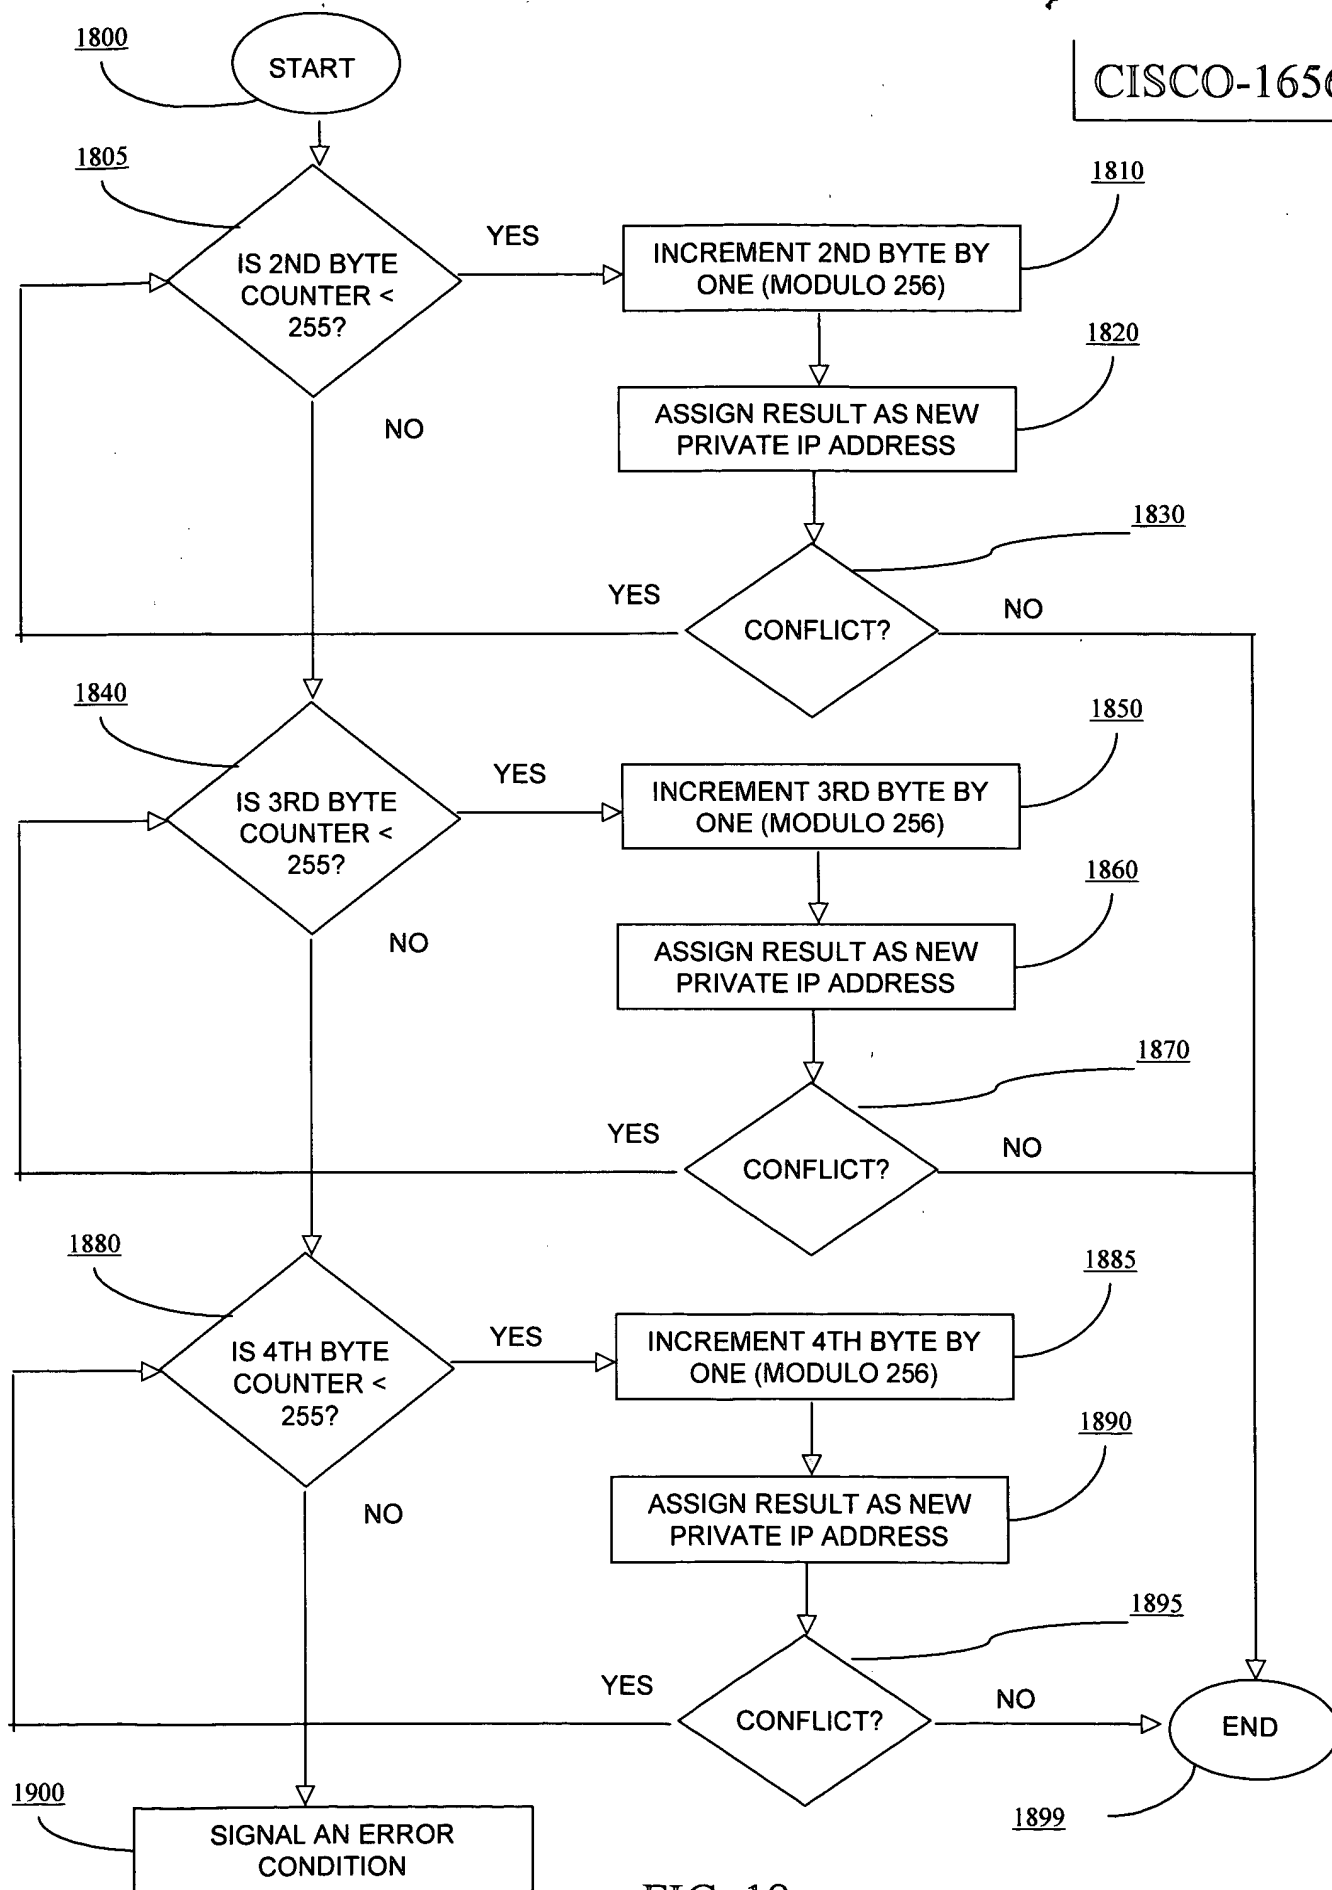 1800
START
CISCO-1656
1805
IS 2ND BYTE
COUNTER <
255?
YES
1810
INCREMENT 2ND BYTE BY
ONE (MODULO 256)
1820
ASSIGN RESULT AS NEW
PRIVATE IP ADDRESS
NO
1830
YES
CONFLICT?
NO
1840
IS 3RD BYTE
COUNTER <
255?
YES
1850
INCREMENT 3RD BYTE BY
ONE (MODULO 256)
1860
ASSIGN RESULT AS NEW
PRIVATE IP ADDRESS
NO
1870
YES
CONFLICT?
NO
1880
IS 4TH BYTE
COUNTER <
255?
YES
1885
INCREMENT 4TH BYTE BY
ONE (MODULO 256)
1890
ASSIGN RESULT AS NEW
PRIVATE IP ADDRESS
NO
1895
YES
CONFLICT?
NO
END
1899
1900
SIGNAL AN ERROR
CONDITION